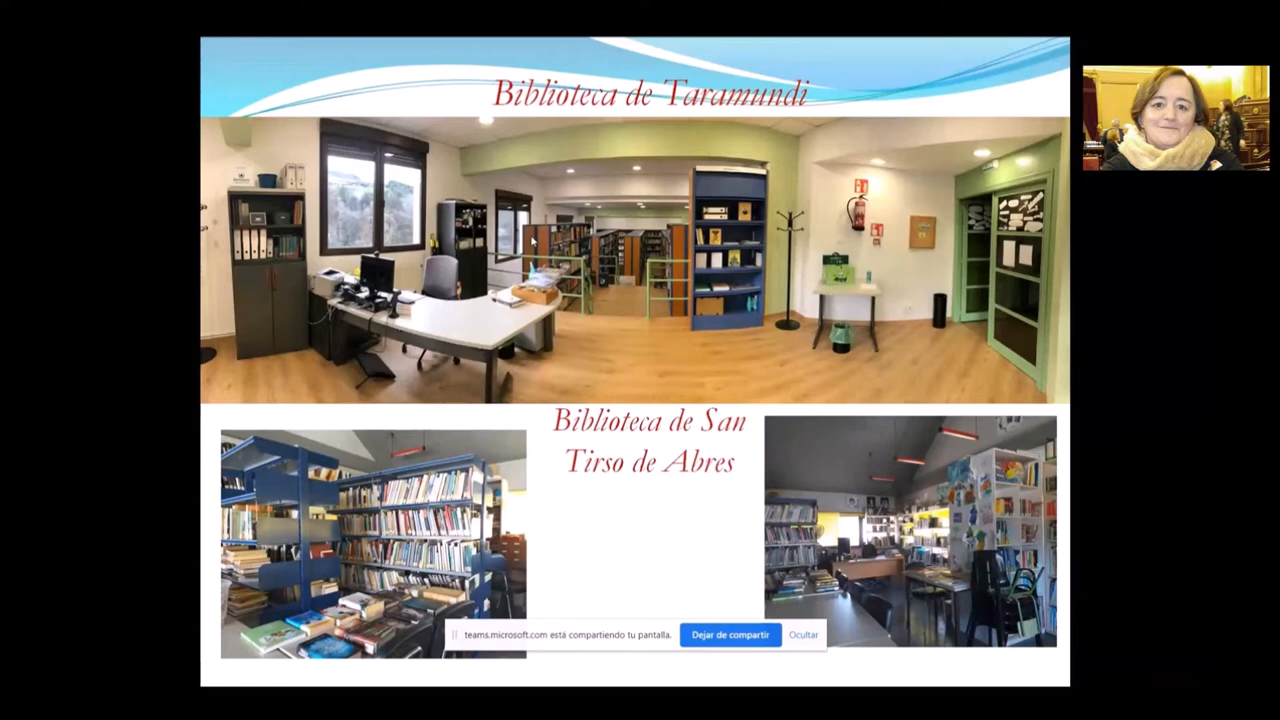 Biblioteca de Taramundi
Biblioteca de San
Tirso de Abres
teams.microsoft.com está compartiendo tu pantalla.
Dejar de compartir
Ocultar